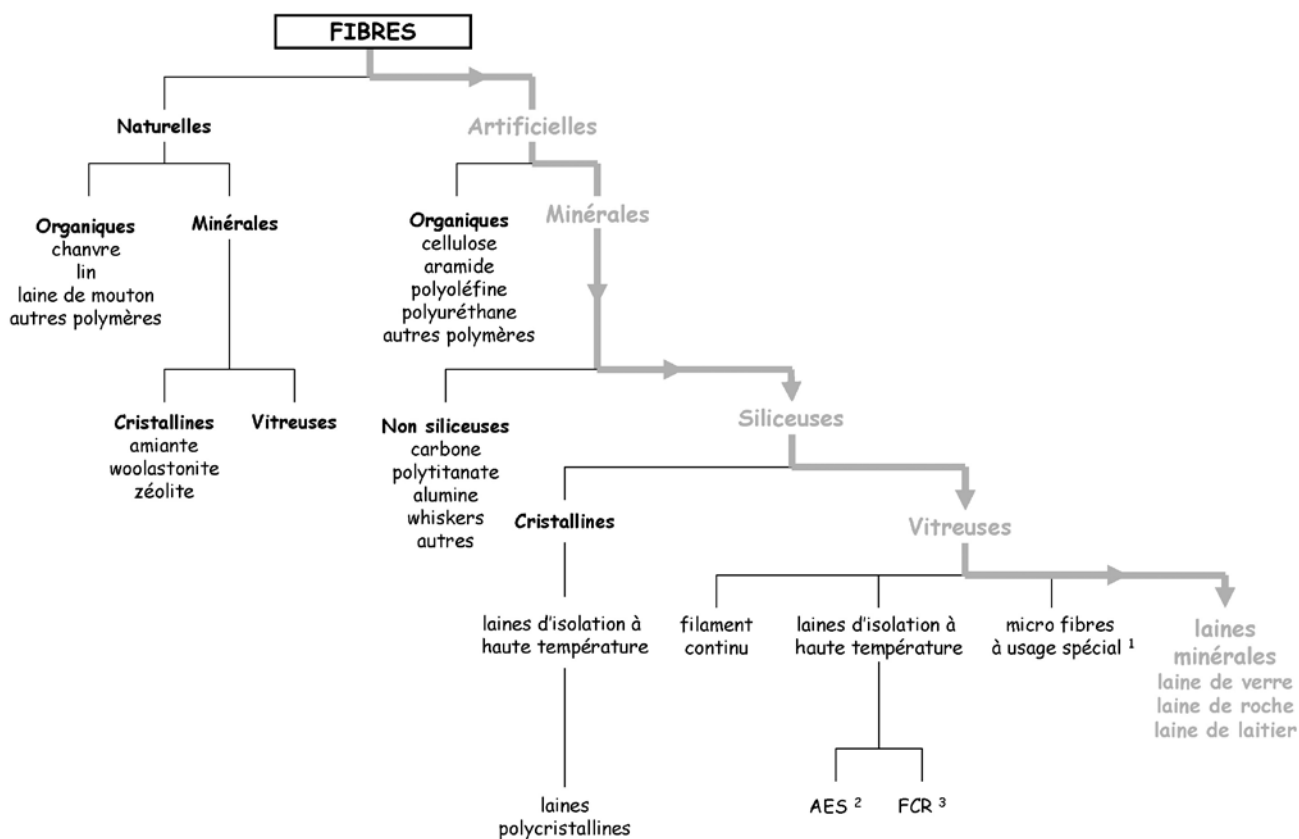 FIBRES
Naturelles
Artificielles
Organiques
chanvre
lin
laine de mouton
autres polymères
Minérales
Organiques
cellulose
aramide
polyoléfine
polyuréthane
autres polymères
Minérales
Cristallines
amiante
woolastonite
zéolite
Vitreuses
Non siliceuses
carbone
polytitanate
alumine
whiskers
autres
Siliceuses
Cristallines
Vitreuses
laines d'isolation à
haute température
filament
continu
laines d'isolation à
haute température
micro fibres
à usage spécial ¹
laines
minérales
laine de verre
laine de roche
laine de laitier
laines
polycristallines
AES ²
FCR ³